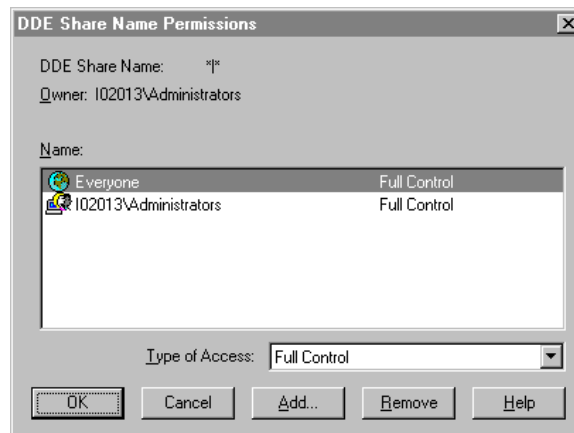 DDE Share Name Permissions
DDE Share Name: *|*
Owner: I02013\Administrators
Name:
Everyone Full Control
I02013\Administrators Full Control
Type of Access: Full Control
OK Cancel Add... Remove Help